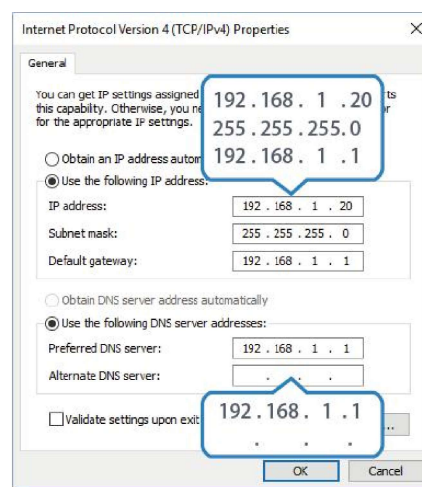 Internet Protocol Version 4 (TCP/IPv4) Properties
General
You can get IP settings assigned
this capability. Otherwise, you ne
for the appropriate IP settings.
192.168. 1 .20
255.255.255.0
192.168. 1 .1
Obtain an IP address autom
Use the following IP address:
IP address: 192 . 168 . 1 . 20
Subnet mask: 255 . 255 . 255 . 0
Default gateway: 192 . 168 . 1 . 1
Obtain DNS server address automatically
Use the following DNS server addresses:
Preferred DNS server: 192 . 168 . 1 . 1
Alternate DNS server: . . .
192.168. 1 .1
. . .
Validate settings upon exit
...
OK Cancel